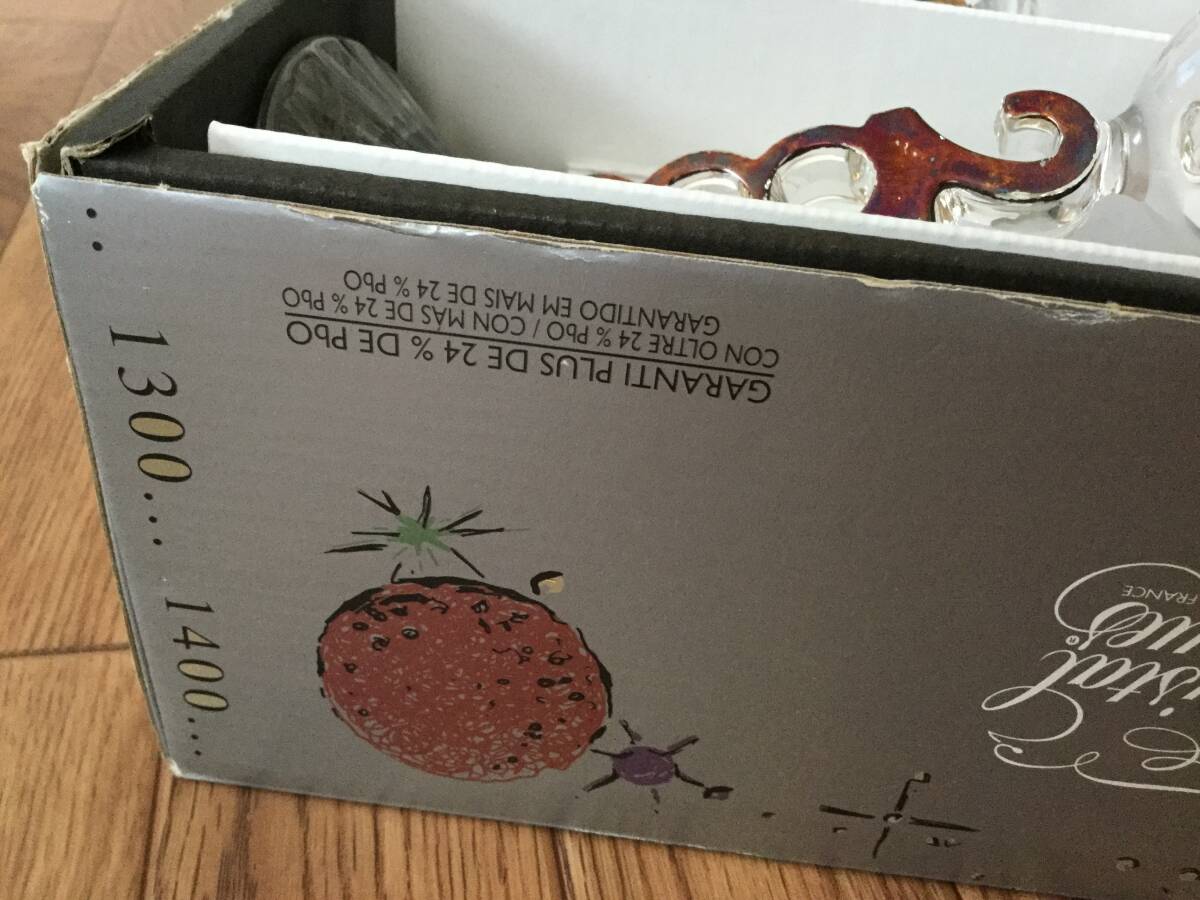 GARANTI PLUS DE 24 % DE PbO
CON OLTRE 24 % PbO / CON MÁS DE 24 % PbO
GARANTIDO EM MAIS DE 24 % PbO
1300... 1400...
FRANCE